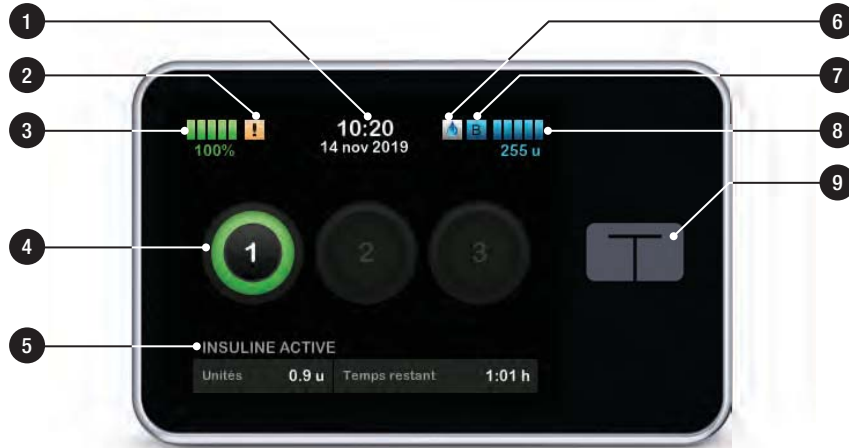 1
6
2
7
3
! 10:20 B
8
100% 14 nov 2019 255 u
9
4
1 2 3
5
INSULINE ACTIVE
Unités 0.9 u Temps restant 1:01 h